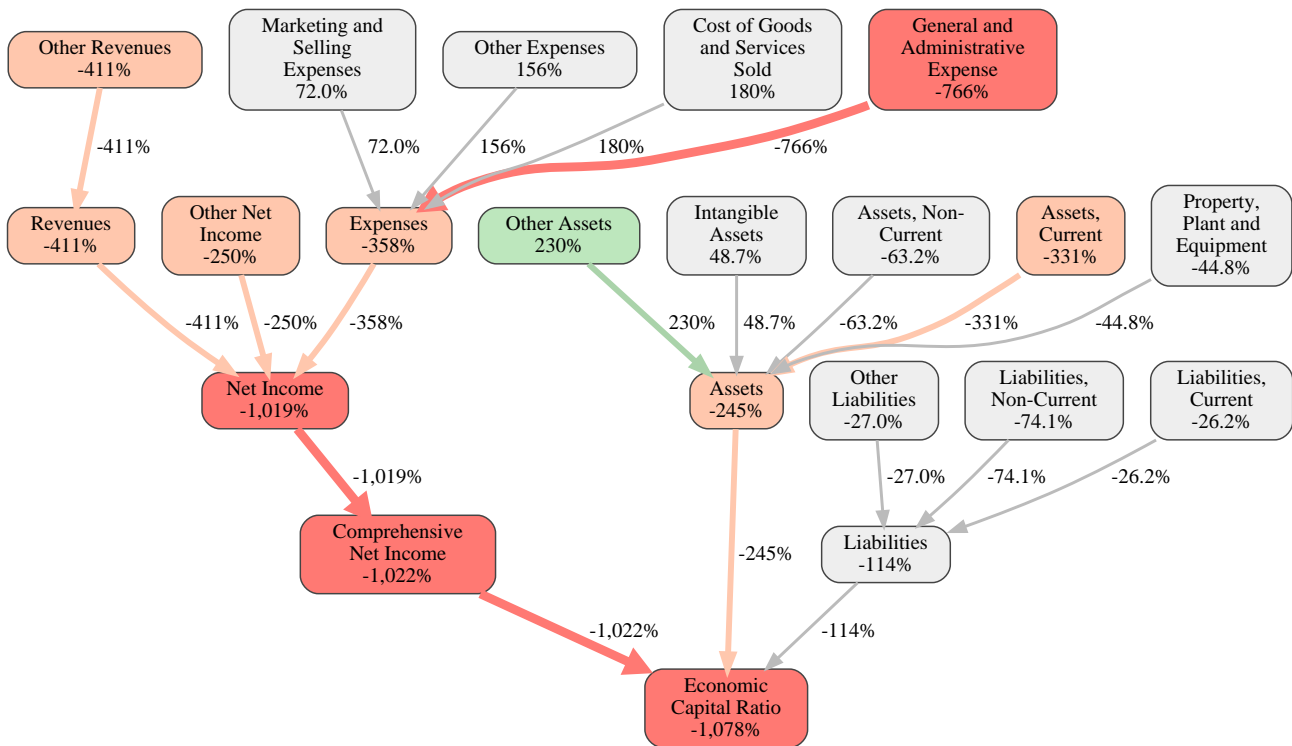 Other Revenues
-411%
Marketing and
Selling
Expenses
72.0%
Other Expenses
156%
Cost of Goods
and Services
Sold
180%
General and
Administrative
Expense
-766%
-411%
72.0%
156%
180%
-766%
Revenues
-411%
Other Net
Income
-250%
Expenses
-358%
Other Assets
230%
Intangible
Assets
48.7%
Assets, Non-
Current
-63.2%
Assets,
Current
-331%
Property,
Plant and
Equipment
-44.8%
-411%
-250%
-358%
230%
48.7%
-63.2%
-331%
-44.8%
Net Income
-1,019%
Assets
-245%
Other
Liabilities
-27.0%
Liabilities,
Non-Current
-74.1%
Liabilities,
Current
-26.2%
-1,019%
-27.0%
-74.1%
-26.2%
Comprehensive
Net Income
-1,022%
-245%
Liabilities
-114%
-1,022%
-114%
Economic
Capital Ratio
-1,078%